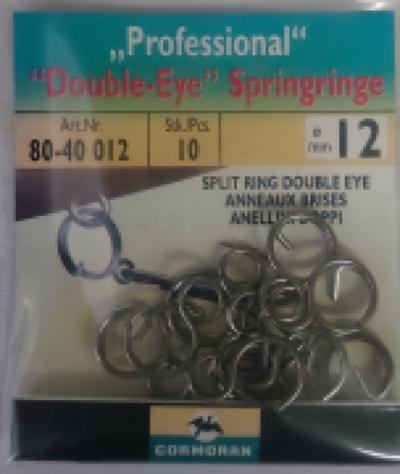 „Professional“
“Double-Eye” Springringe
Art.Nr.
80-40 012
Stk./Pcs.
10
ø
mm
12
SPLIT RING DOUBLE EYE
ANNEAUX BRISES
ANELLINI DOPPI
CORMORAN